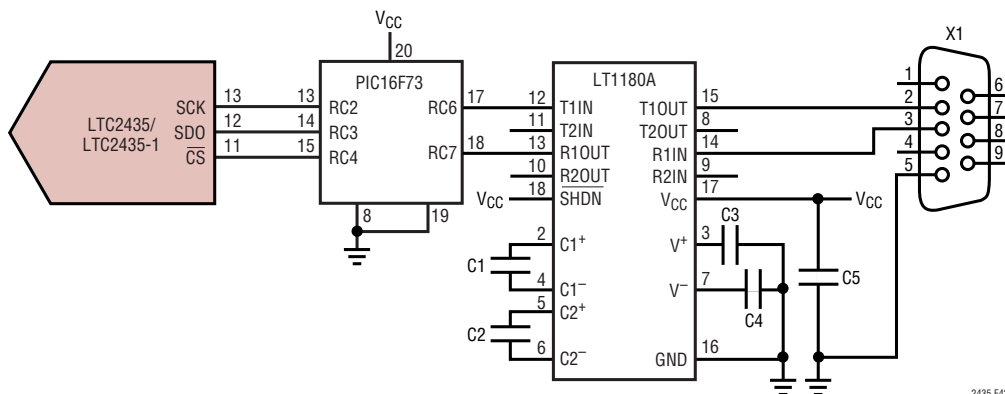 X1
VCC
20
PIC16F73
LT1180A
LTC2435/
LTC2435-1
SCK
13
13
RC2
RC6
17
12
T1IN
T1OUT
15
SDO
12
14
RC3
11
T2IN
T2OUT
8
CS
11
15
RC4
RC7
18
13
R1OUT
R1IN
14
10
R2OUT
R2IN
9
VCC
18
SHDN
VCC
17
VCC
8
19
1
2
3
4
5
6
7
8
9
C1
2
C1+
4
C1−
V+
3
C3
C2
5
C2+
6
C2−
V−
7
C4
C5
GND
16